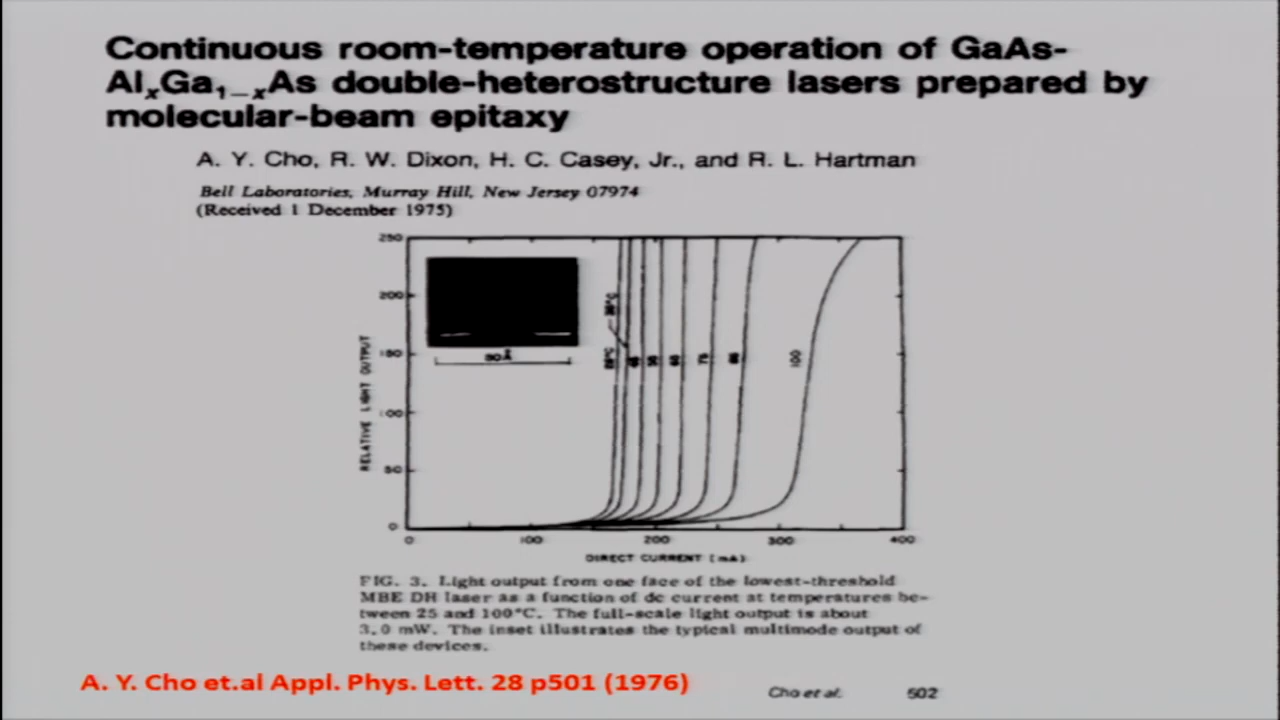 Continuous room-temperature operation of GaAs-
AlxGa1−xAs double-heterostructure lasers prepared by
molecular-beam epitaxy
A. Y. Cho, R. W. Dixon, H. C. Casey, Jr., and R. L. Hartman
Bell Laboratories, Murray Hill, New Jersey 07974
(Received 1 December 1975)
250
200
150
100
50
0
RELATIVE LIGHT OUTPUT
50Å
100
0 100 200 300 400
DIRECT CURRENT (mA)
FIG. 3. Light output from one face of the lowest-threshold
MBE DH laser as a function of dc current at temperatures be-
tween 25 and 100°C. The full-scale light output is about
3.0 mW. The inset illustrates the typical multimode output of
these devices.
A. Y. Cho et.al Appl. Phys. Lett. 28 p501 (1976)
Cho et al. 502